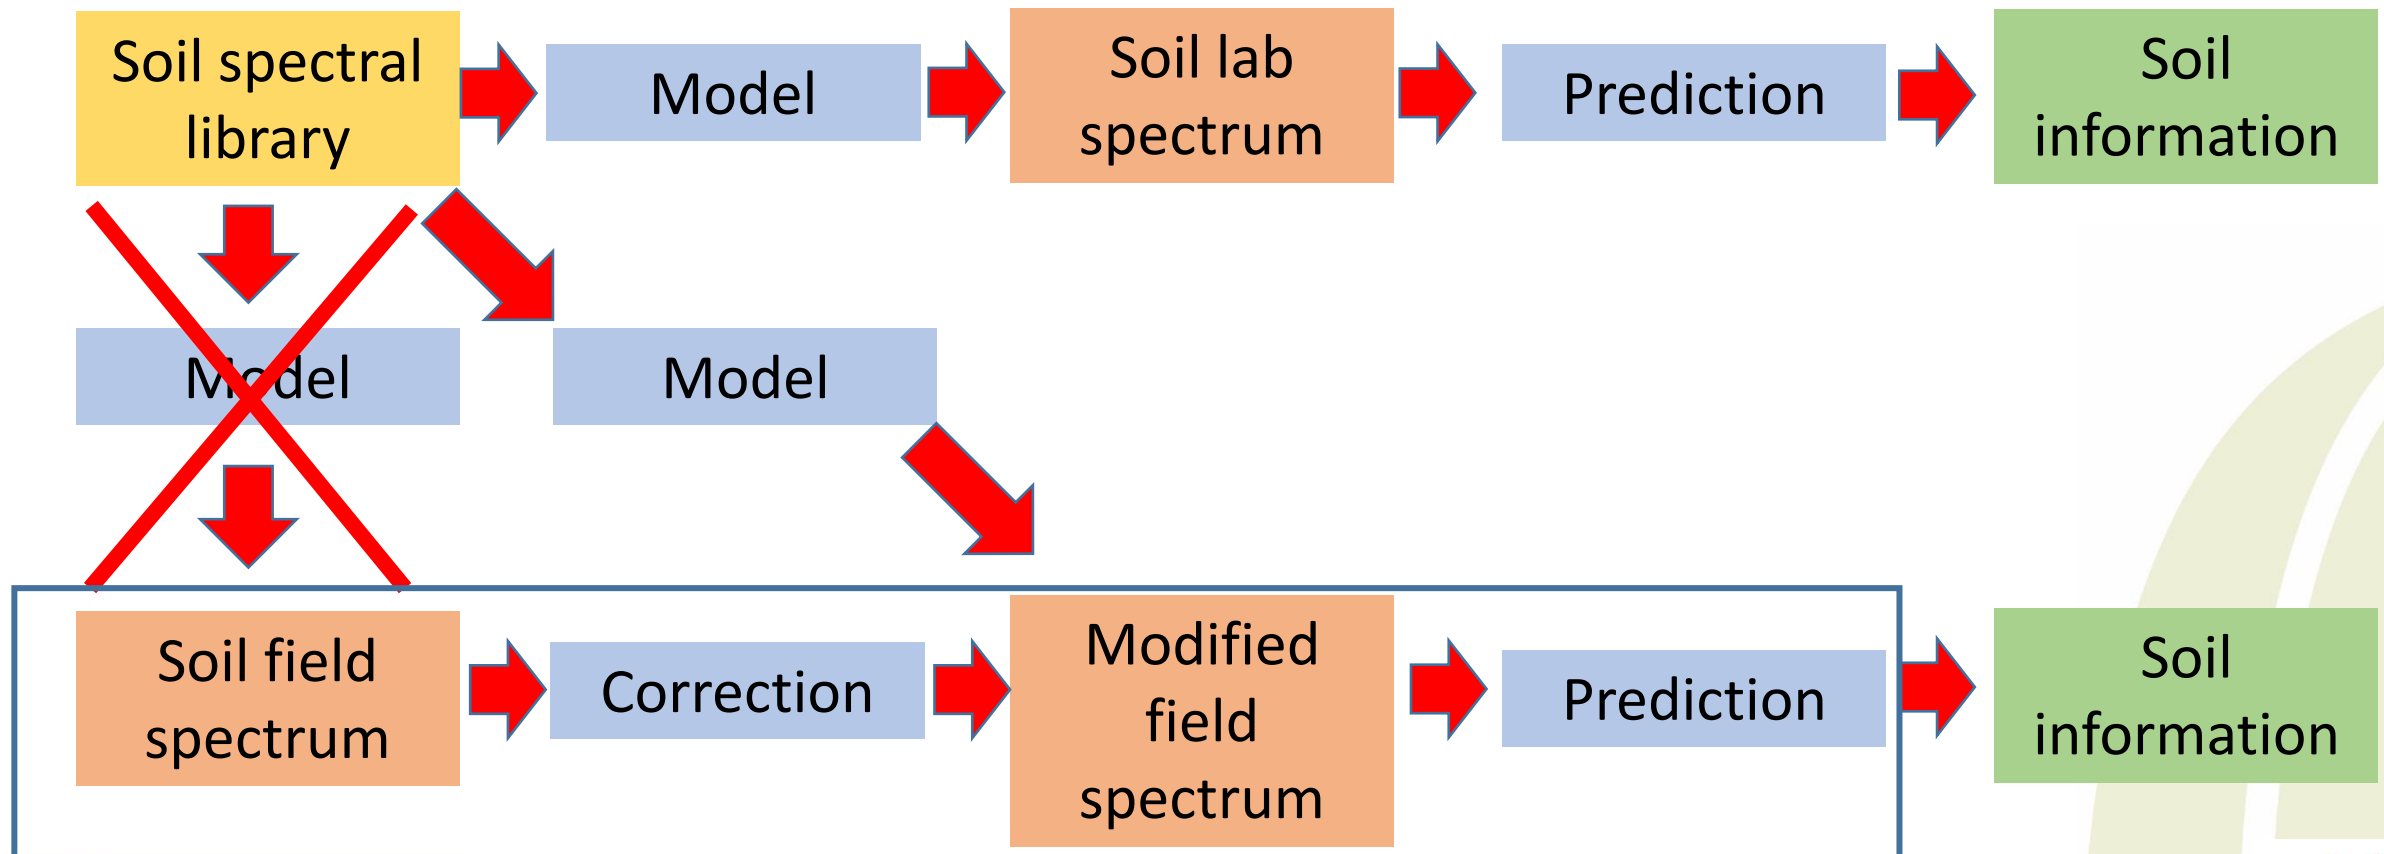 Soil spectral
library
Model
Soil lab
spectrum
Prediction
Soil
information
Model
Model
Soil field
spectrum
Correction
Modified
field
spectrum
Prediction
Soil
information